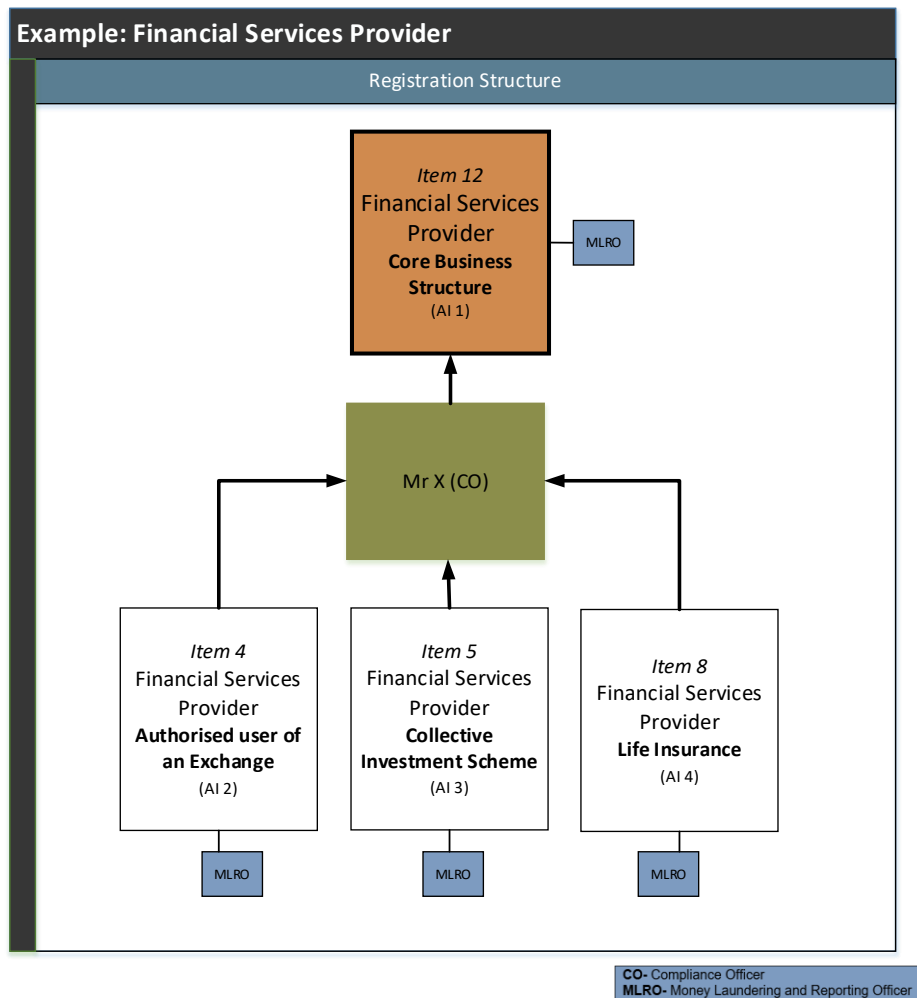 Example: Financial Services Provider
Registration Structure
Item 12
Financial Services
Provider
Core Business
Structure
(AI 1)
MLRO
Mr X (CO)
Item 4
Financial Services
Provider
Authorised user of
an Exchange
(AI 2)
MLRO
Item 5
Financial Services
Provider
Collective
Investment Scheme
(AI 3)
MLRO
Item 8
Financial Services
Provider
Life Insurance
(AI 4)
MLRO
CO- Compliance Officer
MLRO- Money Laundering and Reporting Officer